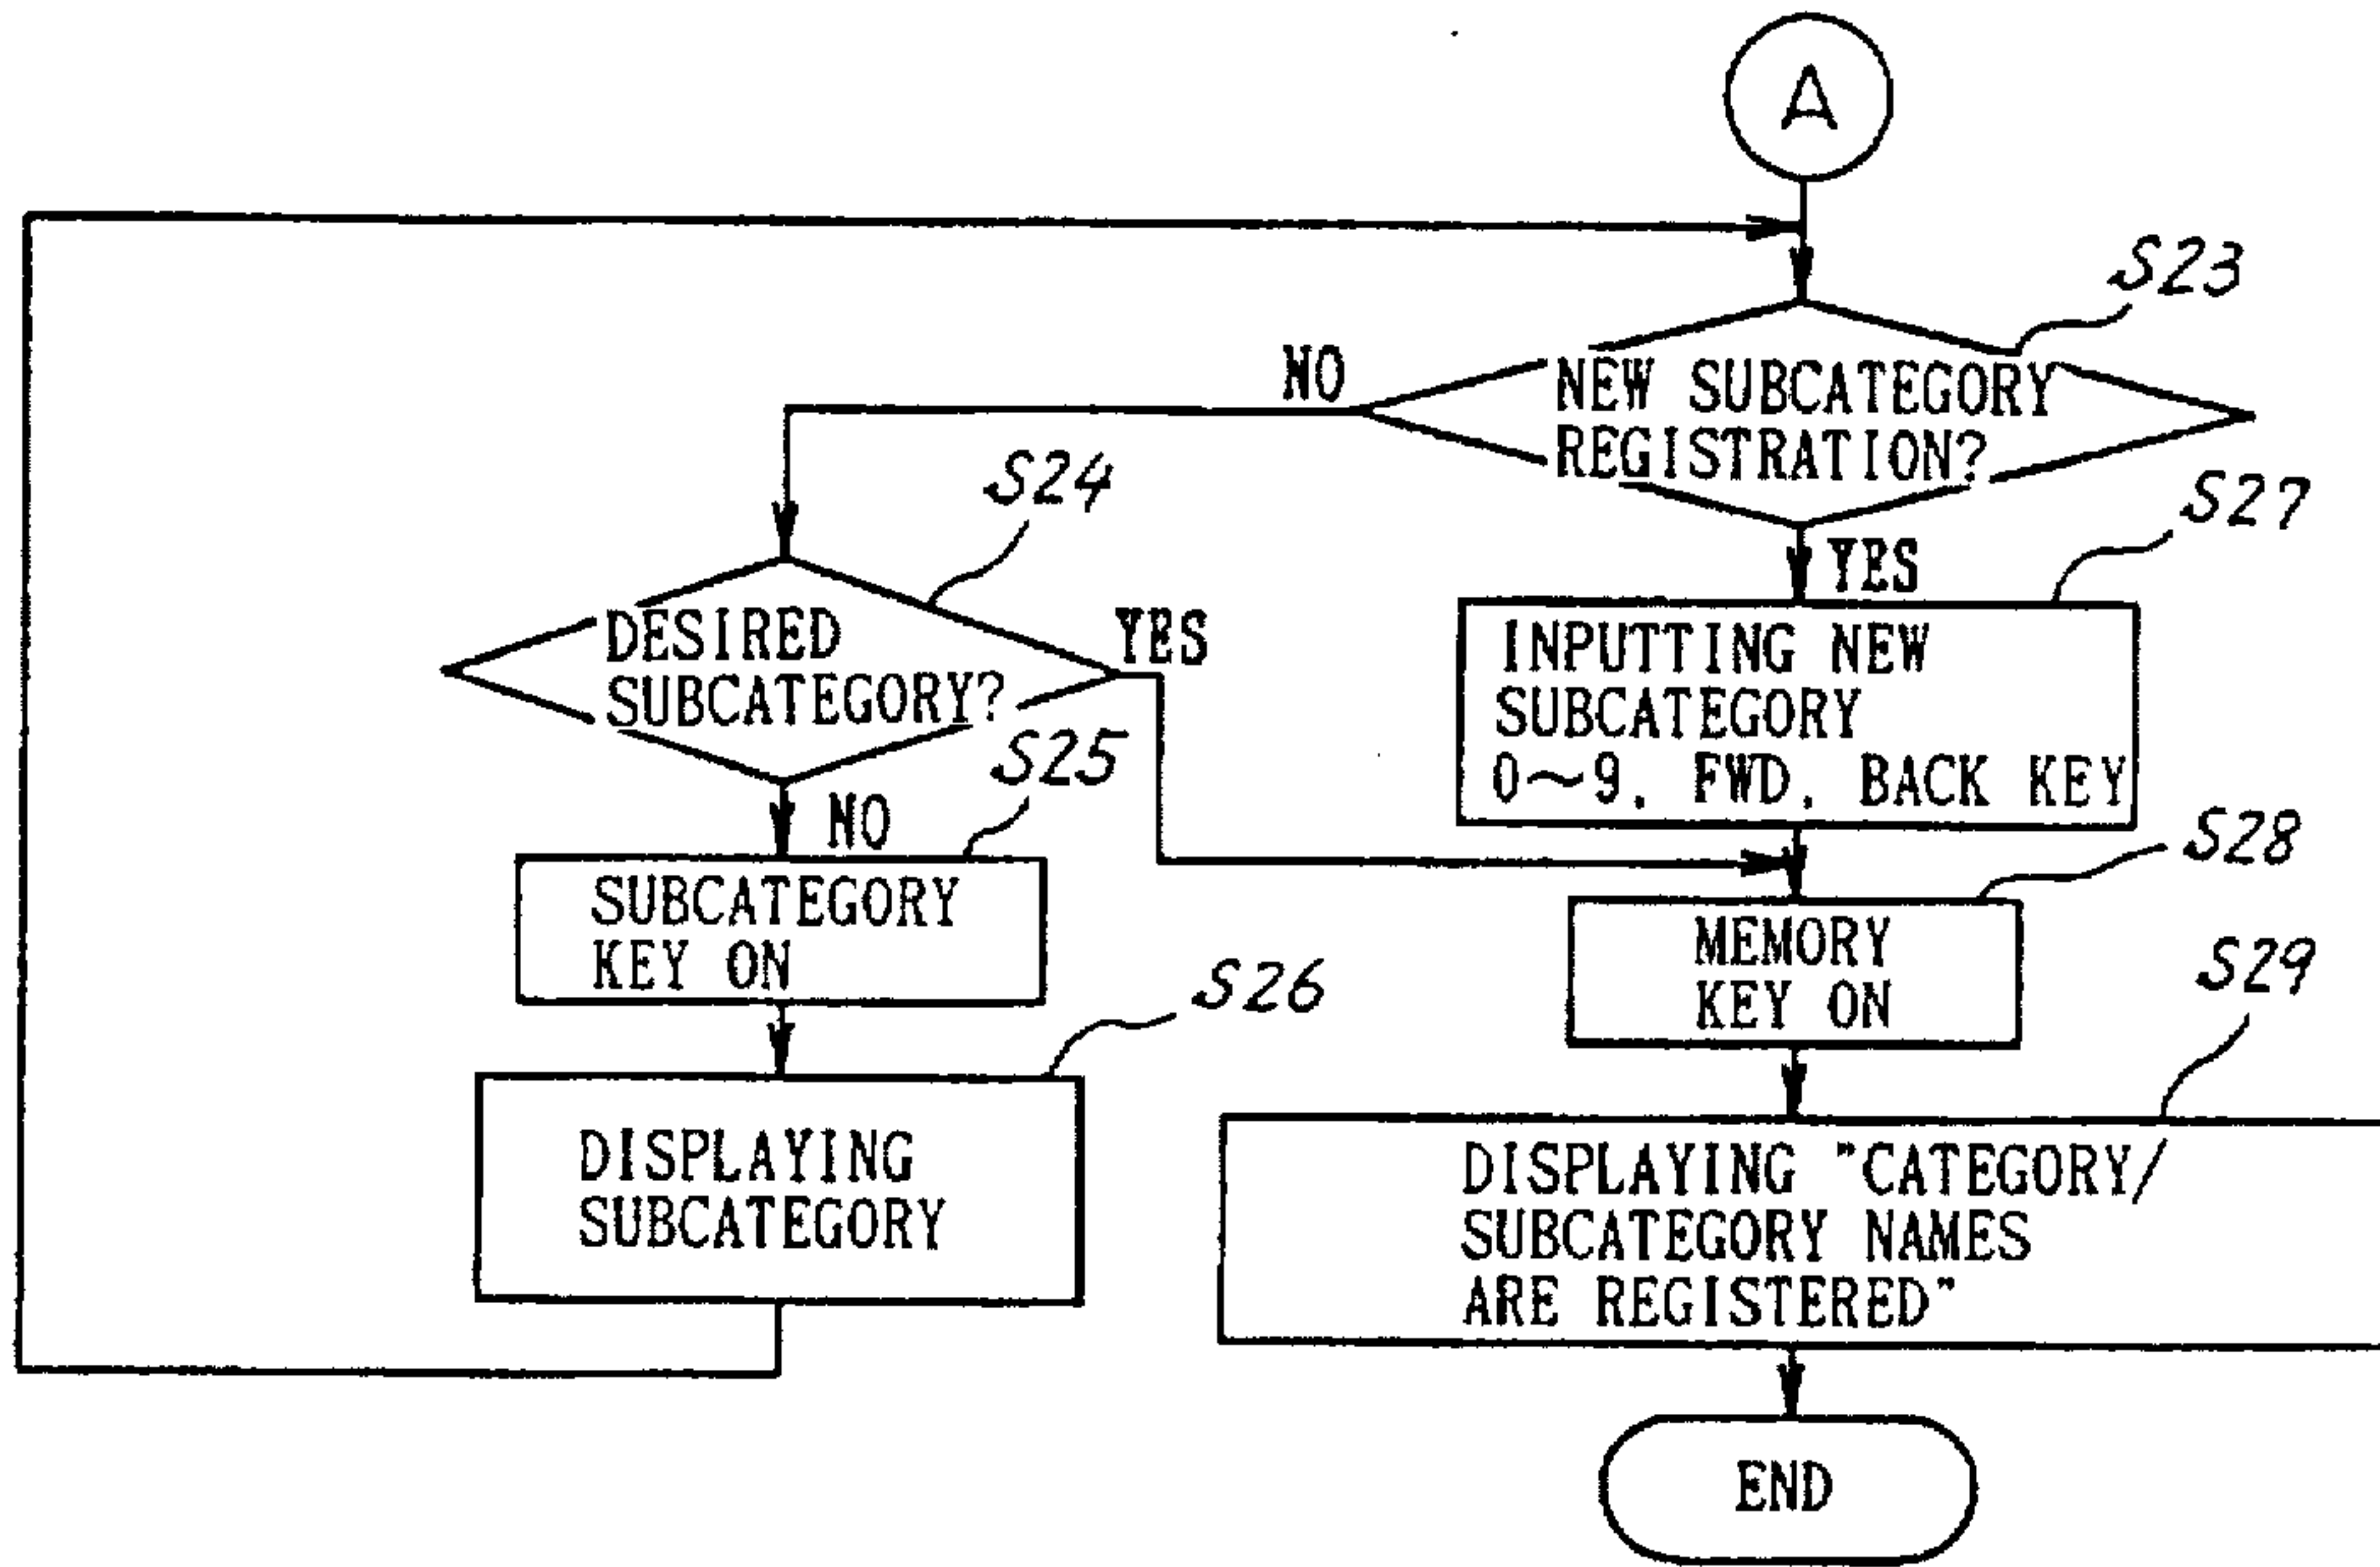 A
S23
NO
NEW SUBCATEGORY
REGISTRATION?
S24
S27
YES
DESIRED
SUBCATEGORY?
YES
INPUTTING NEW
SUBCATEGORY
0~9. FWD. BACK KEY
S25
NO
S28
SUBCATEGORY
KEY ON
MEMORY
KEY ON
S26
S29
DISPLAYING
SUBCATEGORY
DISPLAYING "CATEGORY/
SUBCATEGORY NAMES
ARE REGISTERED"
END